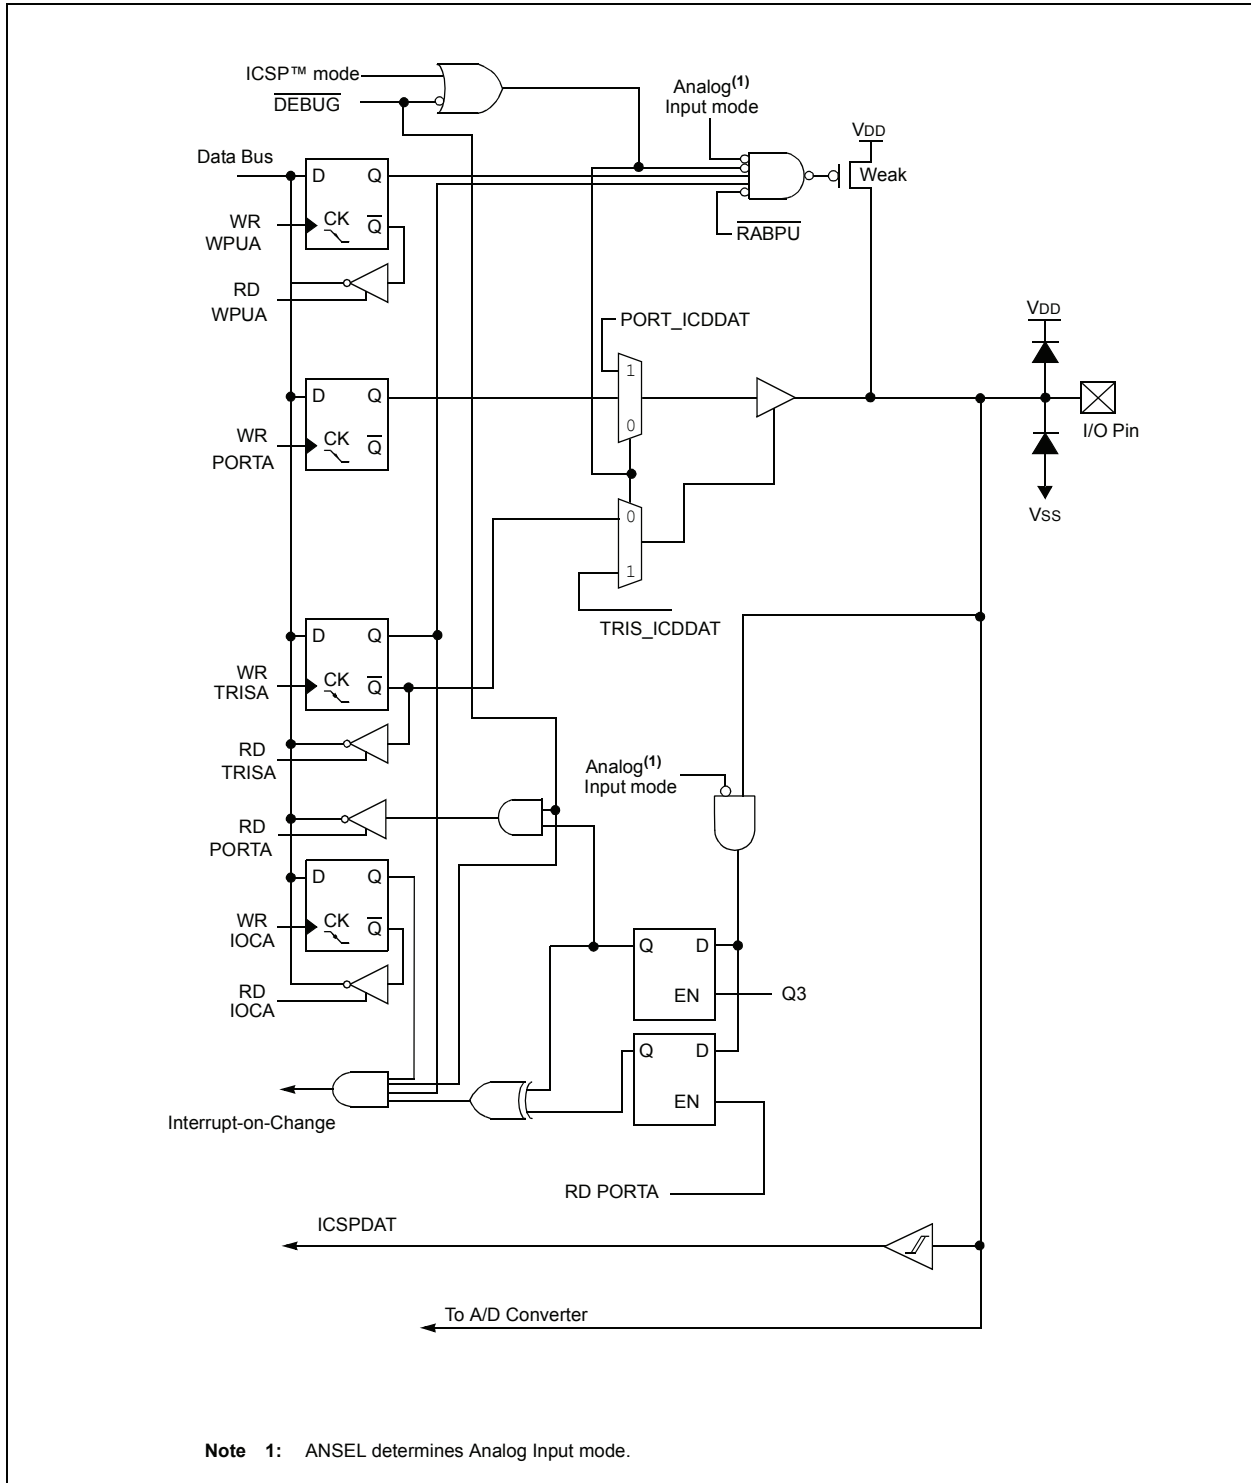 ICSP™ mode
DEBUG
Analog(1)
Input mode
VDD
Weak
Data Bus
D Q
CK Q
WR
WPUA
RABPU
RD
WPUA
PORT_ICDDAT
VDD
1
0
D Q
CK Q
WR
PORTA
I/O Pin
VSS
0
1
TRIS_ICDDAT
D Q
CK Q
WR
TRISA
RD
TRISA
Analog(1)
Input mode
RD
PORTA
D Q
CK Q
WR
IOCA
RD
IOCA
Q D
EN
Q3
Q D
EN
Interrupt-on-Change
RD PORTA
ICSPDAT
To A/D Converter
Note 1: ANSEL determines Analog Input mode.